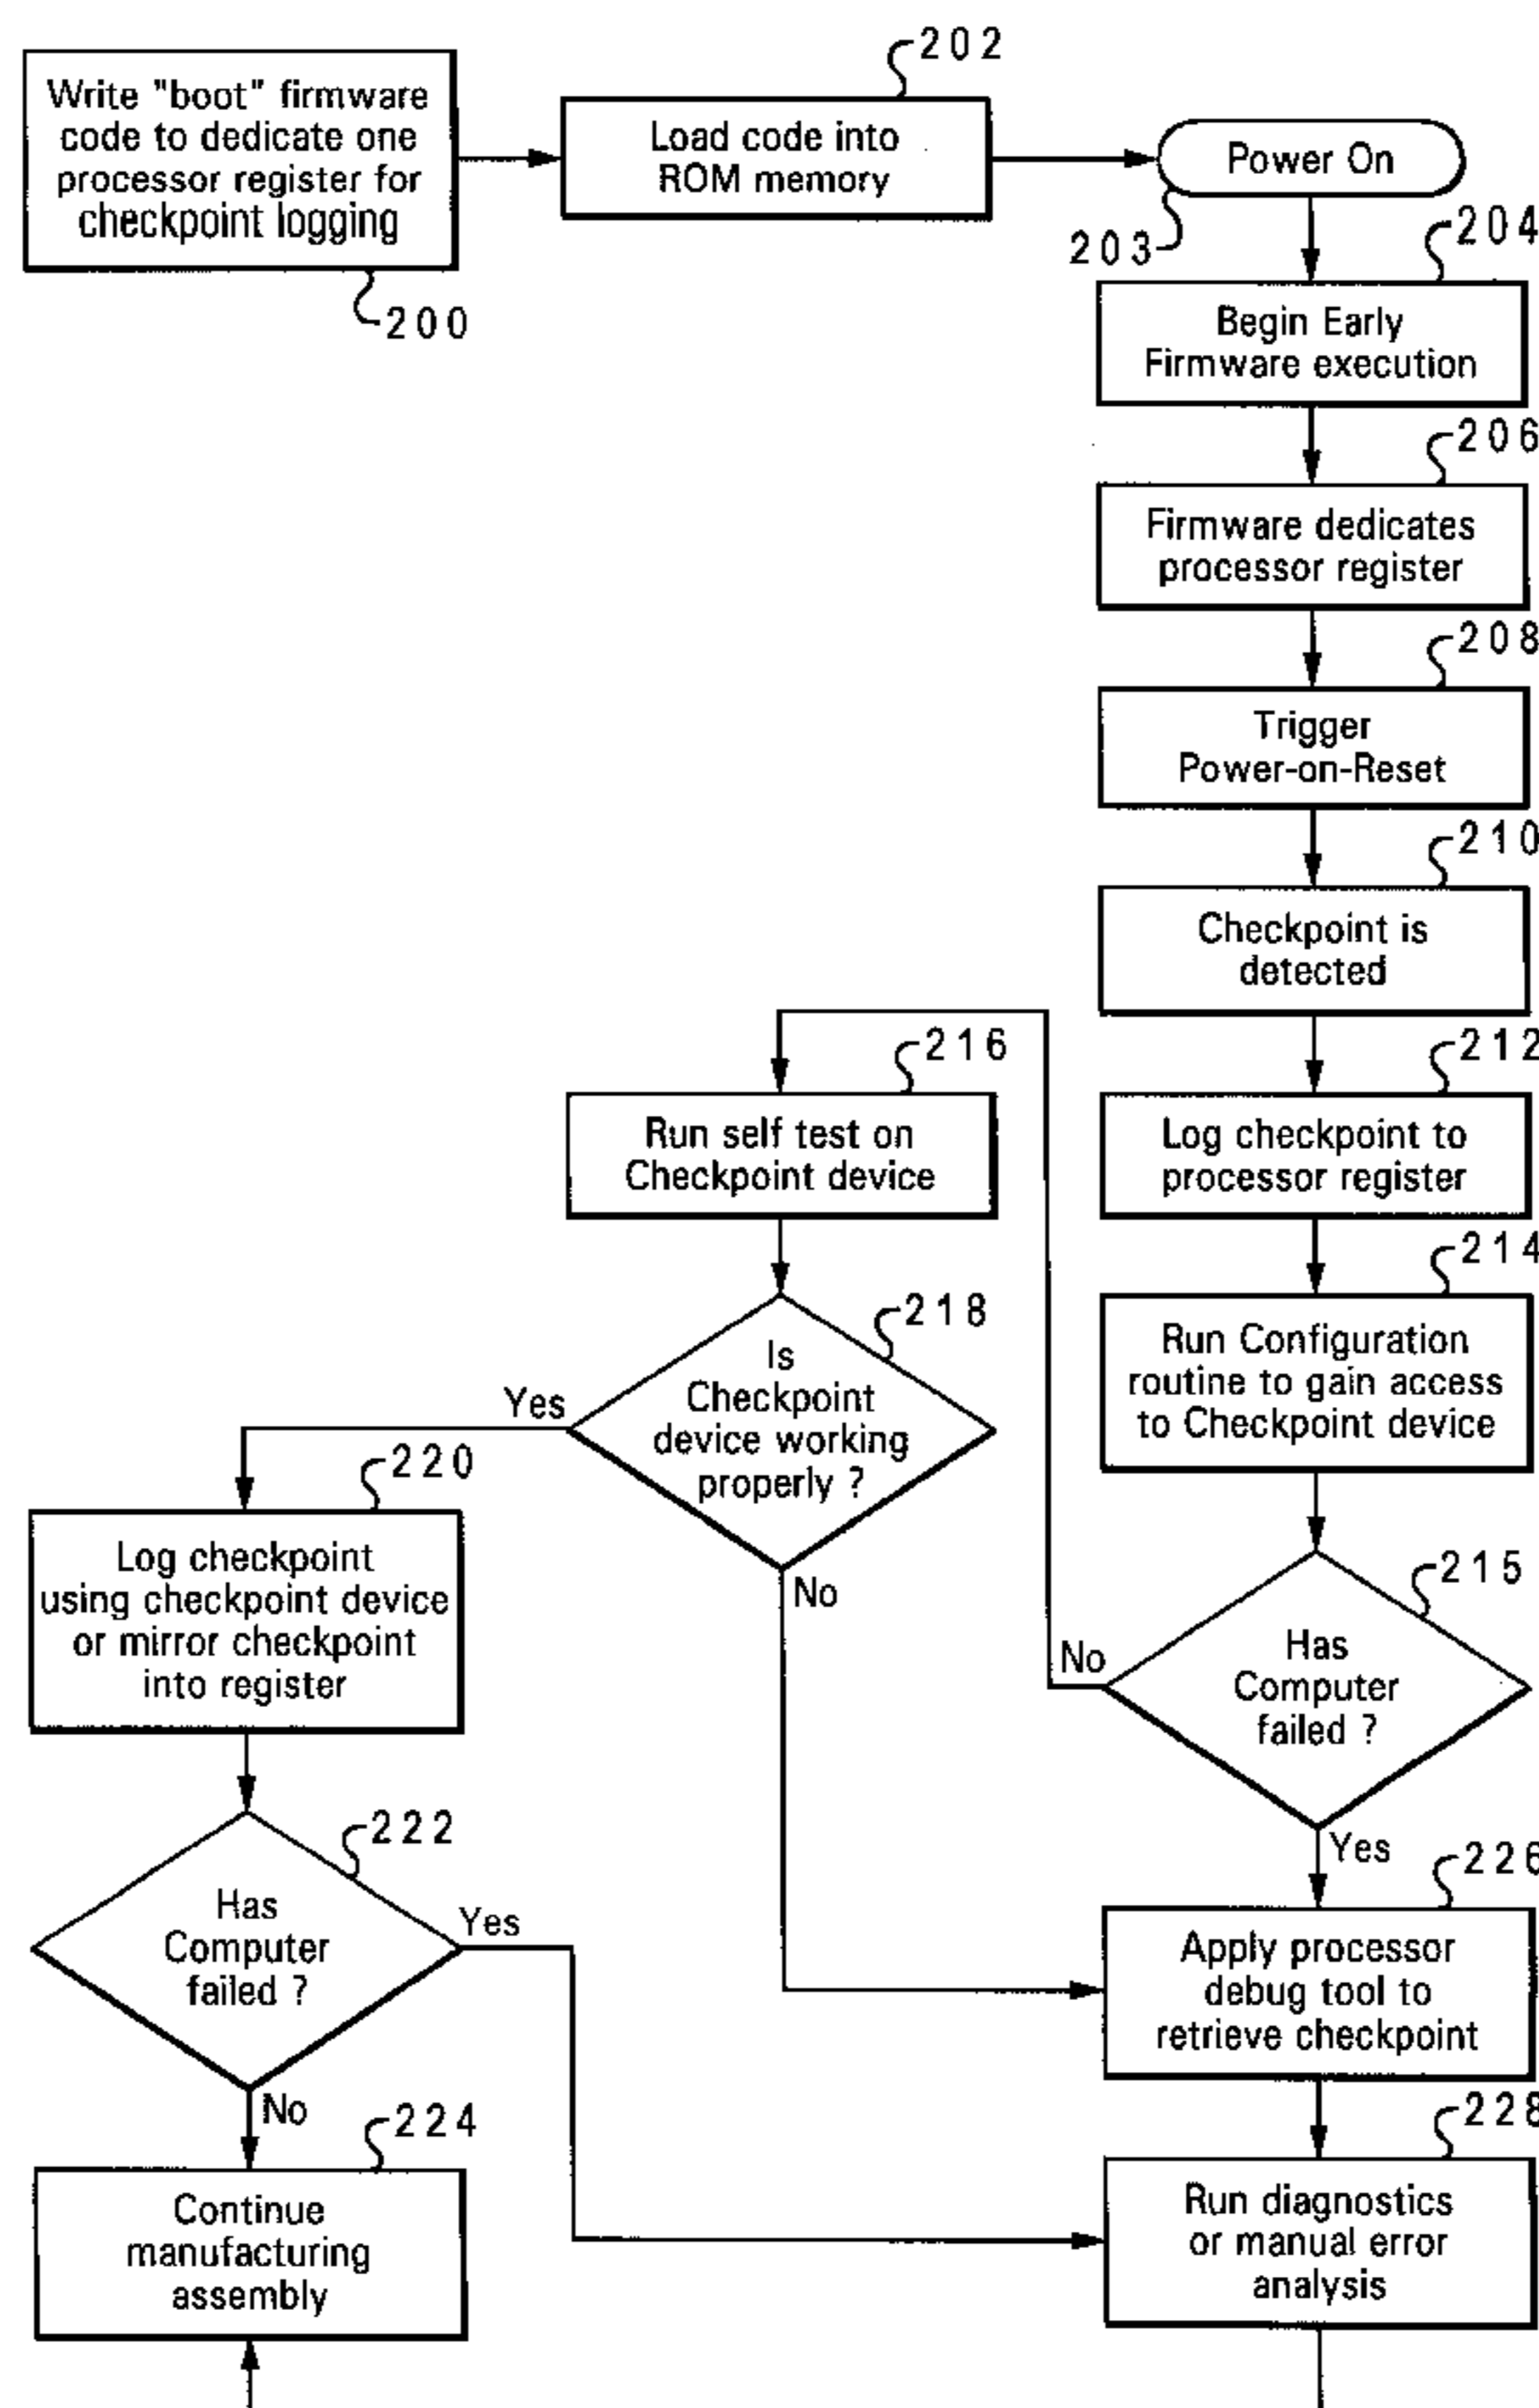 Write "boot" firmware
code to dedicate one
processor register for
checkpoint logging
200
202
Load code into
ROM memory
Power On
203
204
Begin Early
Firmware execution
206
Firmware dedicates
processor register
208
Trigger
Power-on-Reset
210
Checkpoint is
detected
212
Log checkpoint to
processor register
214
Run Configuration
routine to gain access
to Checkpoint device
215
Has
Computer
failed ?
No
Yes
216
Run self test on
Checkpoint device
218
Is
Checkpoint
device working
properly ?
Yes
No
220
Log checkpoint
using checkpoint device
or mirror checkpoint
into register
222
Has
Computer
failed ?
Yes
No
224
Continue
manufacturing
assembly
226
Apply processor
debug tool to
retrieve checkpoint
228
Run diagnostics
or manual error
analysis